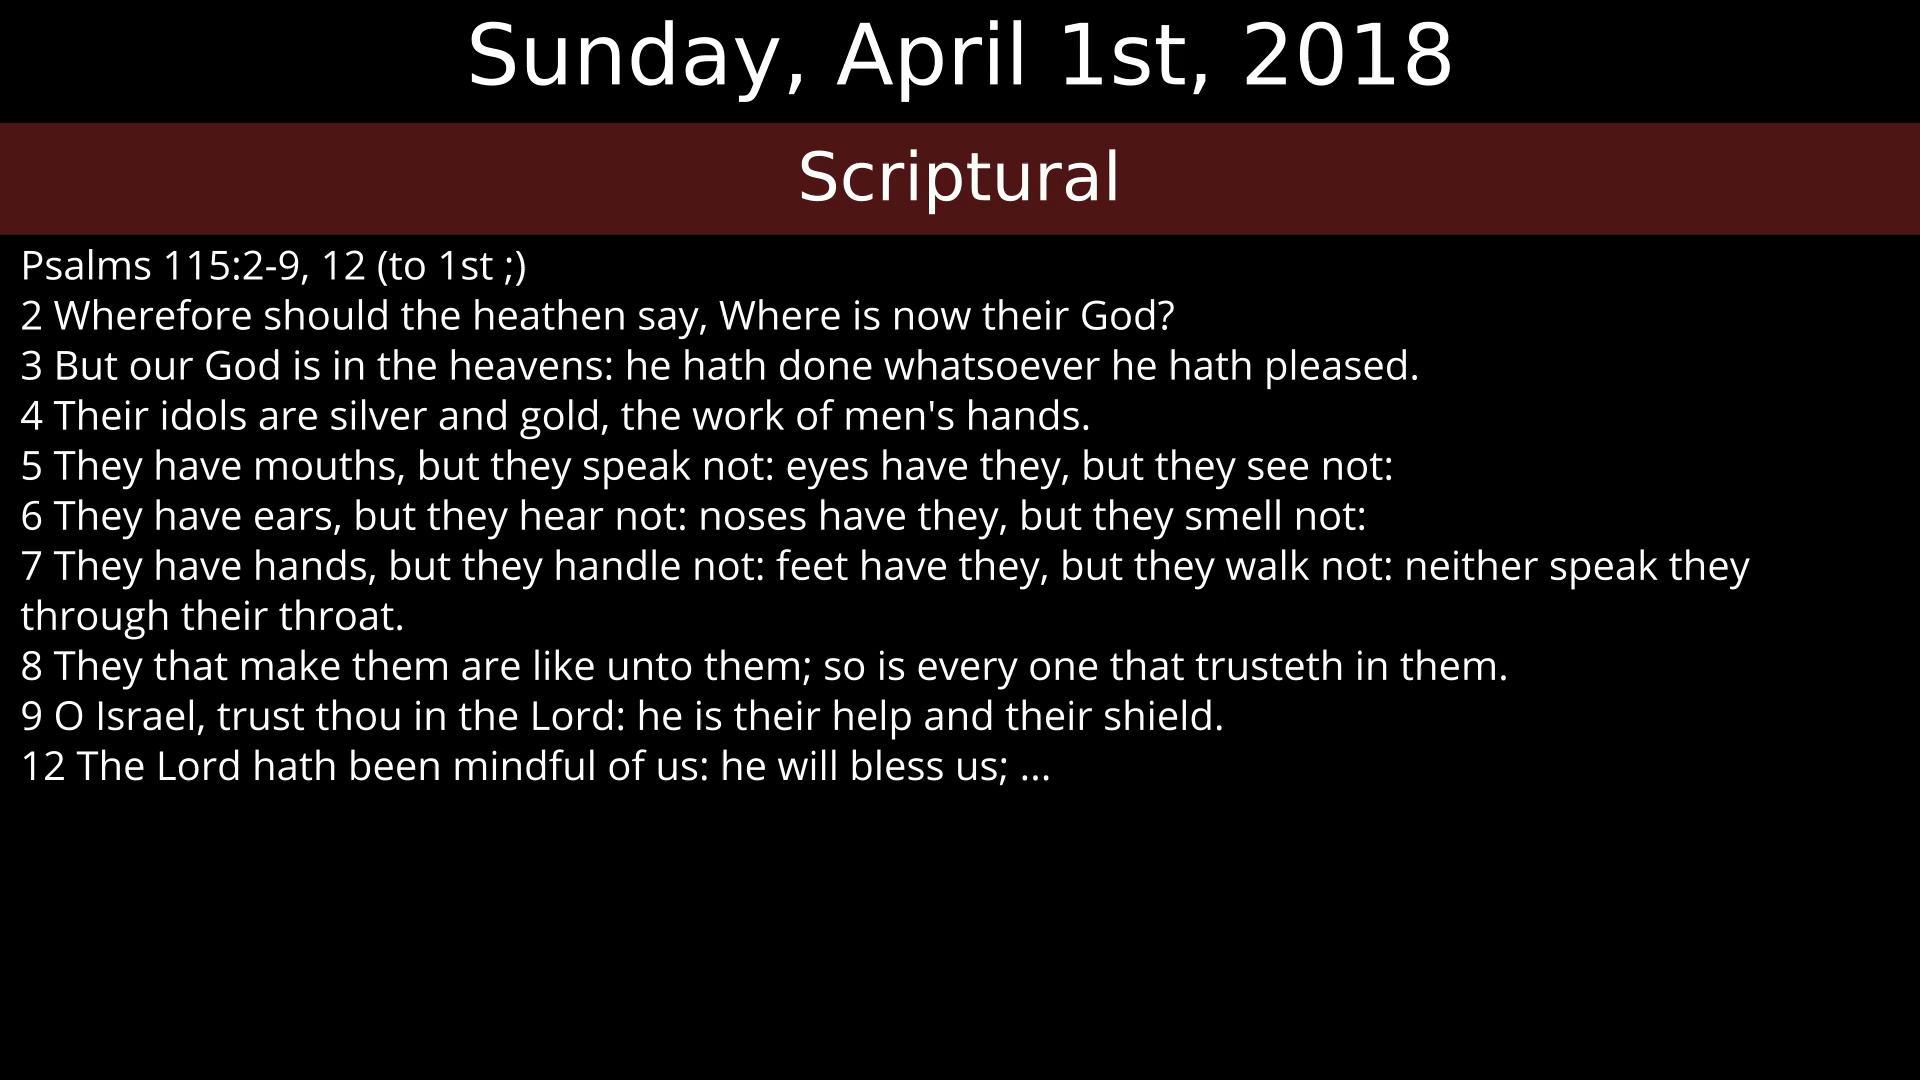 Sunday, April 1st, 2018
Scriptural
Psalms 115:2-9, 12 (to 1st ;)
2 Wherefore should the heathen say, Where is now their God?
3 But our God is in the heavens: he hath done whatsoever he hath pleased.
4 Their idols are silver and gold, the work of men's hands.
5 They have mouths, but they speak not: eyes have they, but they see not:
6 They have ears, but they hear not: noses have they, but they smell not:
7 They have hands, but they handle not: feet have they, but they walk not: neither speak they
through their throat.
8 They that make them are like unto them; so is every one that trusteth in them.
9 O Israel, trust thou in the Lord: he is their help and their shield.
12 The Lord hath been mindful of us: he will bless us; ...